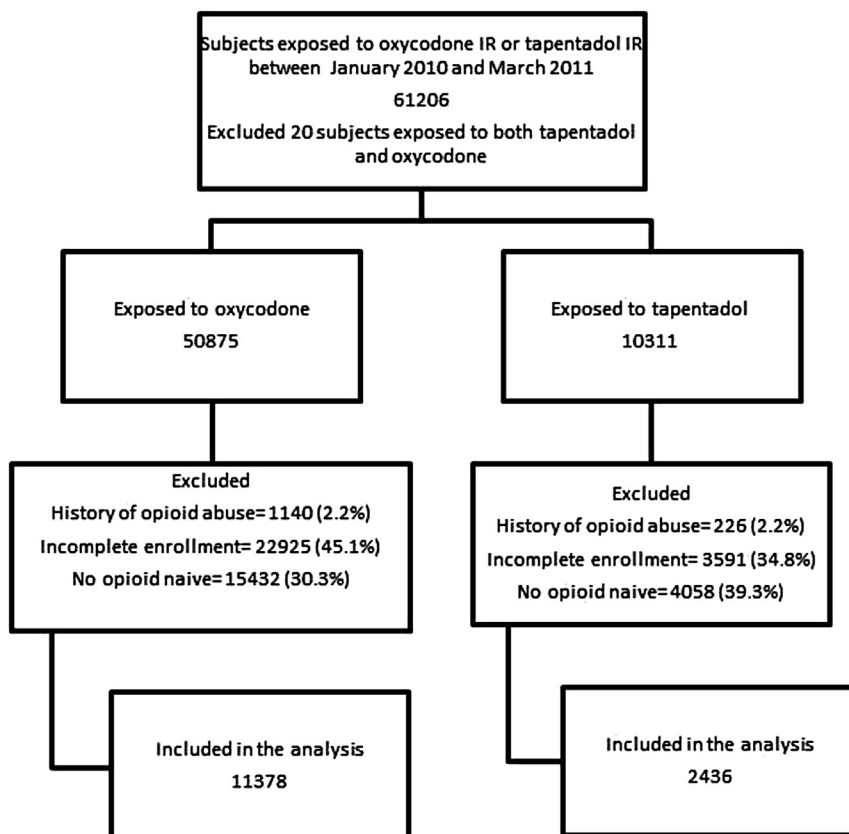 Subjects exposed to oxycodone IR or tapentadol IR
between January 2010 and March 2011
61206
Excluded 20 subjects exposed to both tapentadol
and oxycodone
Exposed to oxycodone
50875
Exposed to tapentadol
10311
Excluded
History of opioid abuse=1140 (2.2%)
Incomplete enrollment= 22925 (45.1%)
No opioid naive=15432 (30.3%)
Excluded
History of opioid abuse=226 (2.2%)
Incomplete enrollment= 3591 (34.8%)
No opioid naive=4058 (39.3%)
Included in the analysis
11378
Included in the analysis
2436